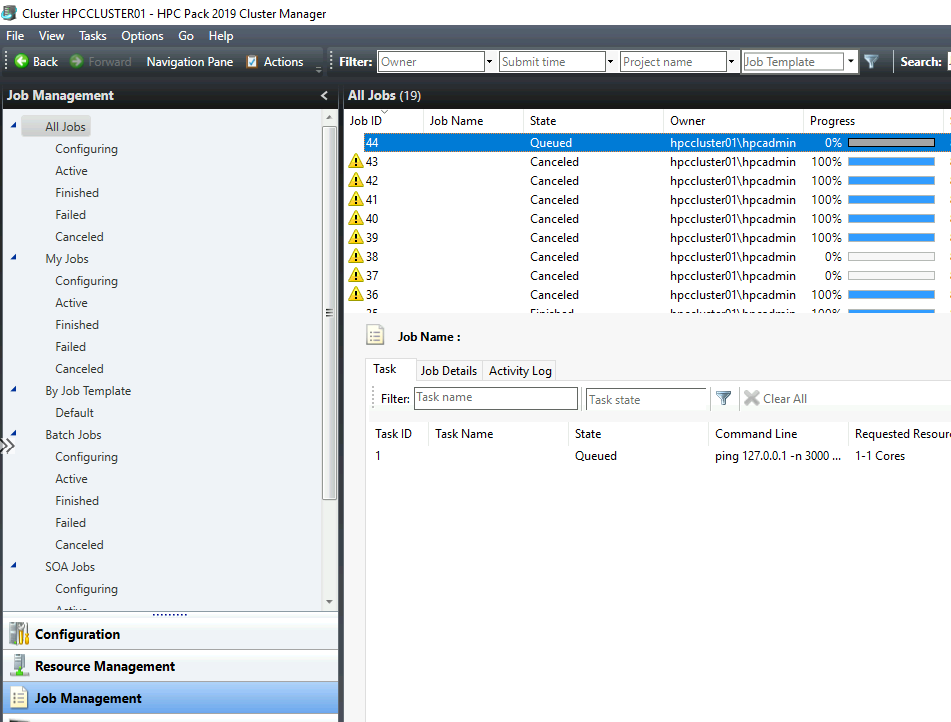 Cluster HPCCLUSTER01 - HPC Pack 2019 Cluster Manager
File View Tasks Options Go Help
Back Forward Navigation Pane Actions Filter: Owner Submit time Project name Job Template Search:
Job Management
All Jobs
Configuring
Active
Finished
Failed
Canceled
My Jobs
Configuring
Active
Finished
Failed
Canceled
By Job Template
Default
Batch Jobs
Configuring
Active
Finished
Failed
Canceled
SOA Jobs
Configuring
Active
Configuration
Resource Management
Job Management
All Jobs (19)
Job ID Job Name State Owner Progress
44 Queued hpccluster01\hpcadmin 0%
43 Canceled hpccluster01\hpcadmin 100%
42 Canceled hpccluster01\hpcadmin 100%
41 Canceled hpccluster01\hpcadmin 100%
40 Canceled hpccluster01\hpcadmin 100%
39 Canceled hpccluster01\hpcadmin 100%
38 Canceled hpccluster01\hpcadmin 0%
37 Canceled hpccluster01\hpcadmin 0%
36 Canceled hpccluster01\hpcadmin 100%
35 Finished hpccluster01\hpcadmin 100%
Job Name :
Task Job Details Activity Log
Filter: Task name Task state Clear All
Task ID Task Name State Command Line Requested Resour
1 Queued ping 127.0.0.1 -n 3000 ... 1-1 Cores